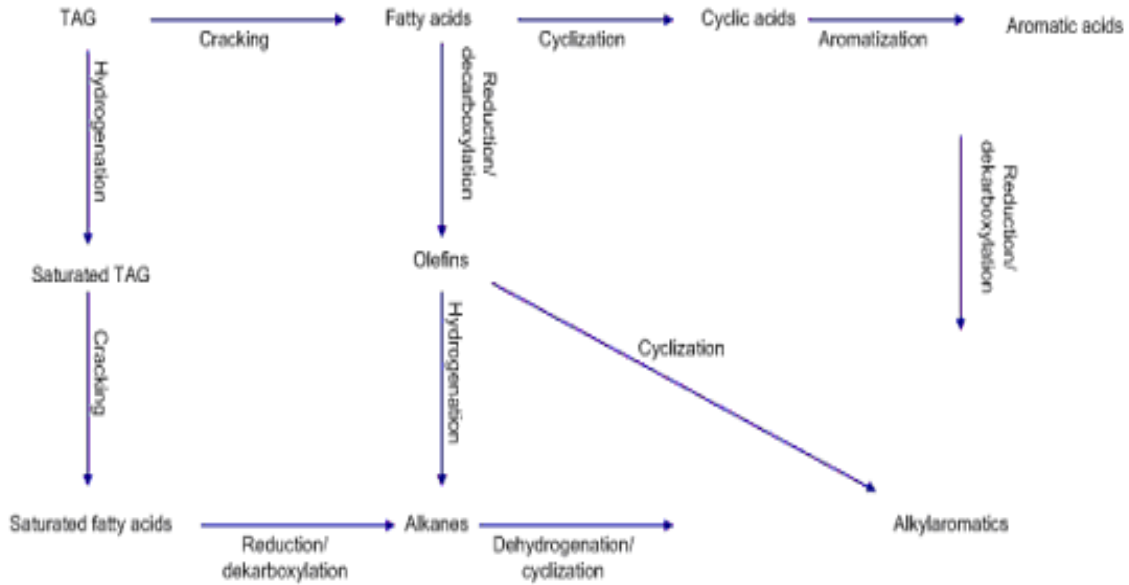 TAG
Cracking
Fatty acids
Cyclization
Cyclic acids
Aromatization
Aromatic acids
Hydrogenation
Reduction/
decarboxylation
Reduction/
dekarboxylation
Saturated TAG
Olefins
Cracking
Hydrogenation
Cyclization
Saturated fatty acids
Reduction/
dekarboxylation
Alkanes
Dehydrogenation/
cyclization
Alkylaromatics